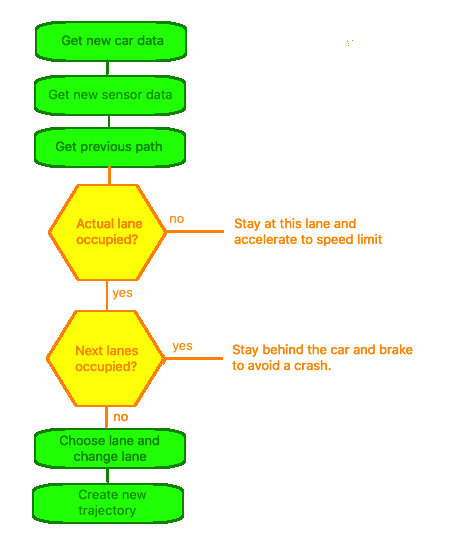 Get new car data
Get new sensor data
Get previous path
Actual lane
occupied?
no
Stay at this lane and
accelerate to speed limit
yes
Next lanes
occupied?
yes
Stay behind the car and brake
to avoid a crash.
no
Choose lane and
change lane
Create new
trajectory